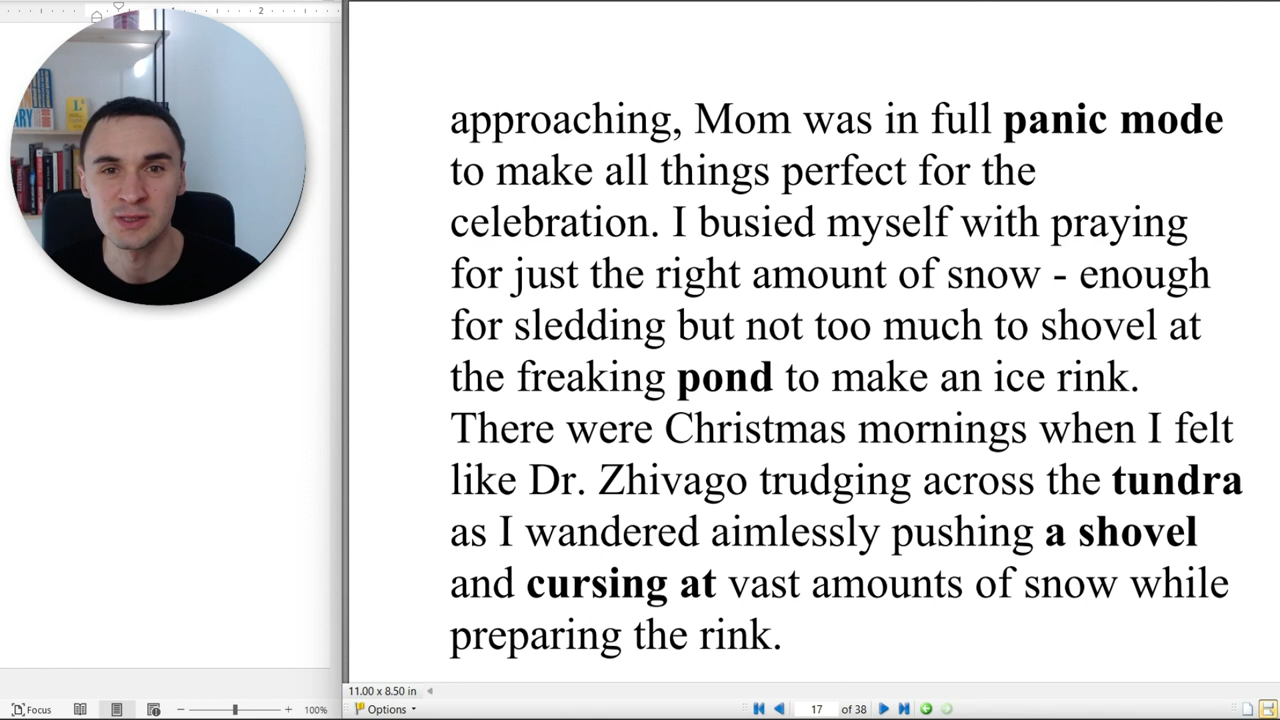 1
2
approaching, Mom was in full panic mode
to make all things perfect for the
celebration. I busied myself with praying
for just the right amount of snow - enough
for sledding but not too much to shovel at
the freaking pond to make an ice rink.
There were Christmas mornings when I felt
like Dr. Zhivago trudging across the tundra
as I wandered aimlessly pushing a shovel
and cursing at vast amounts of snow while
preparing the rink.
11.00 x 8.50 in
Focus
100%
Options
17 of 38